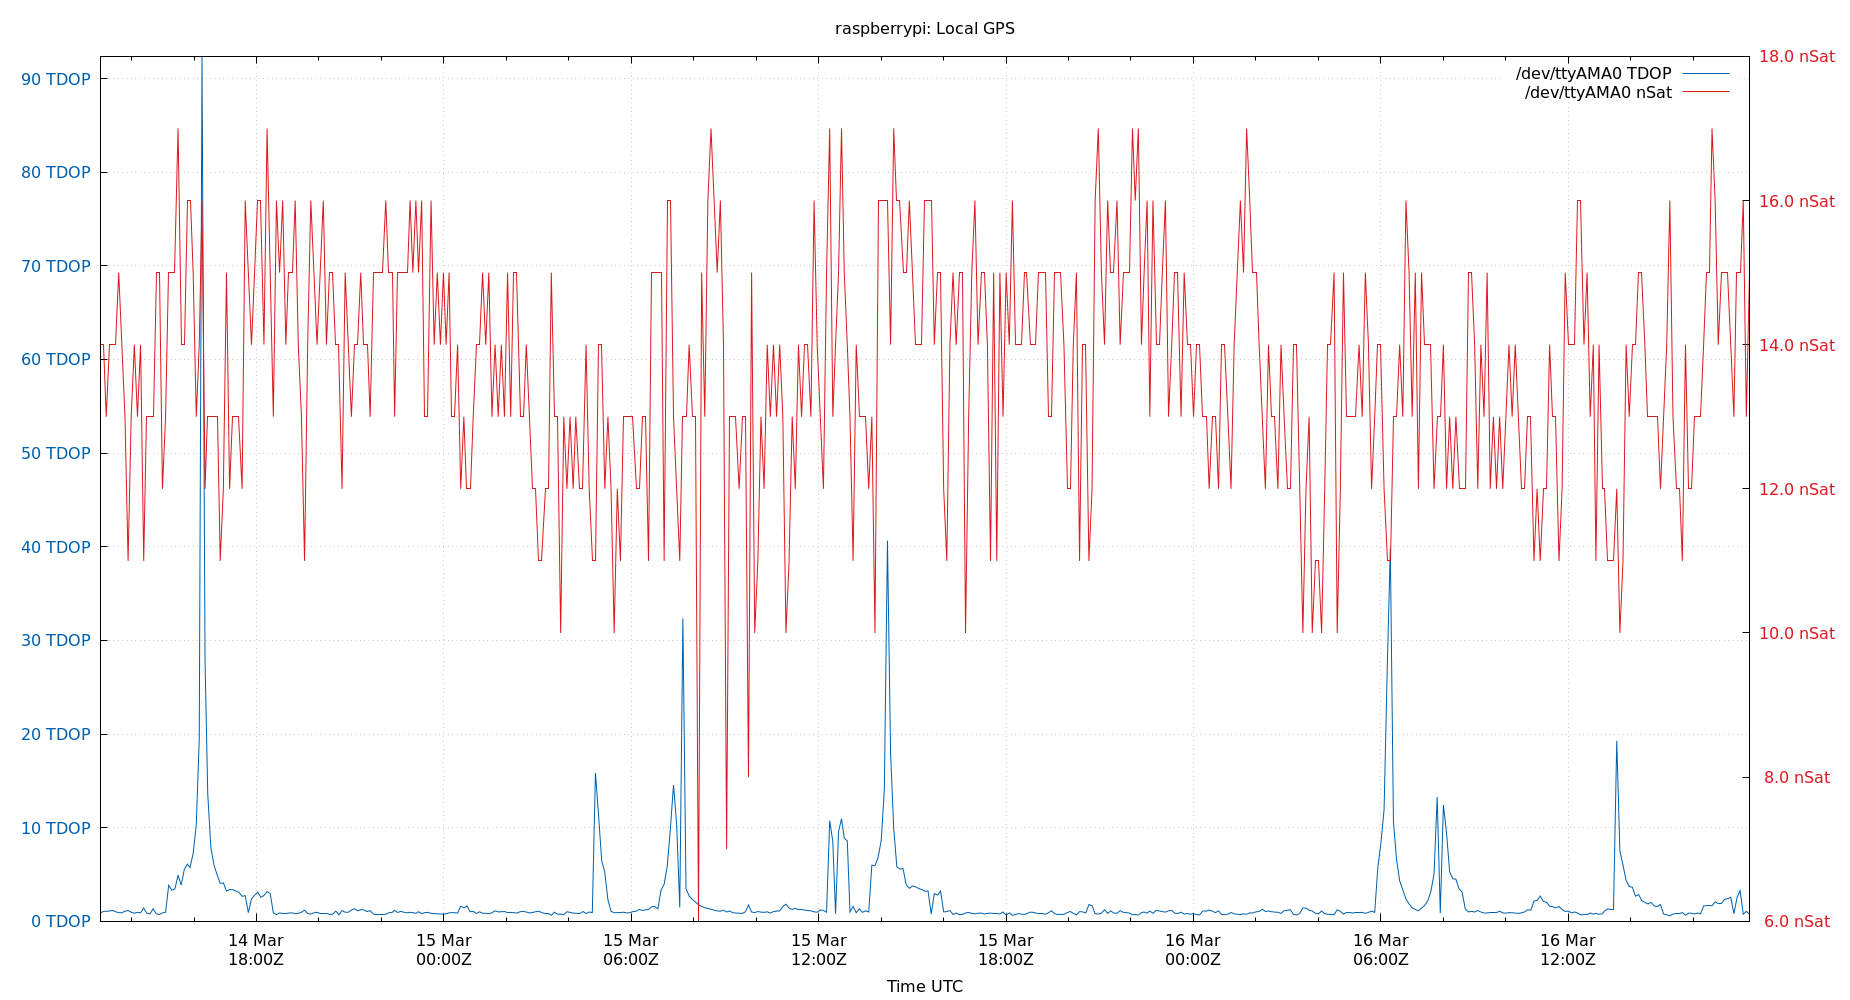 raspberrypi: Local GPS
/dev/ttyAMA0 TDOP
/dev/ttyAMA0 nSat
90 TDOP
80 TDOP
70 TDOP
60 TDOP
50 TDOP
40 TDOP
30 TDOP
20 TDOP
10 TDOP
0 TDOP
18.0 nSat
16.0 nSat
14.0 nSat
12.0 nSat
10.0 nSat
8.0 nSat
6.0 nSat
14 Mar
18:00Z
15 Mar
00:00Z
15 Mar
06:00Z
15 Mar
12:00Z
15 Mar
18:00Z
16 Mar
00:00Z
16 Mar
06:00Z
16 Mar
12:00Z
Time UTC